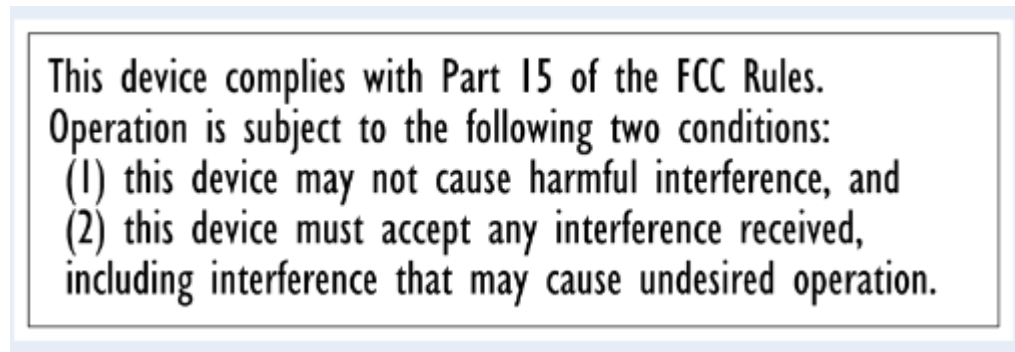 This device complies with Part 15 of the FCC Rules.
Operation is subject to the following two conditions:
(1) this device may not cause harmful interference, and
(2) this device must accept any interference received,
including interference that may cause undesired operation.